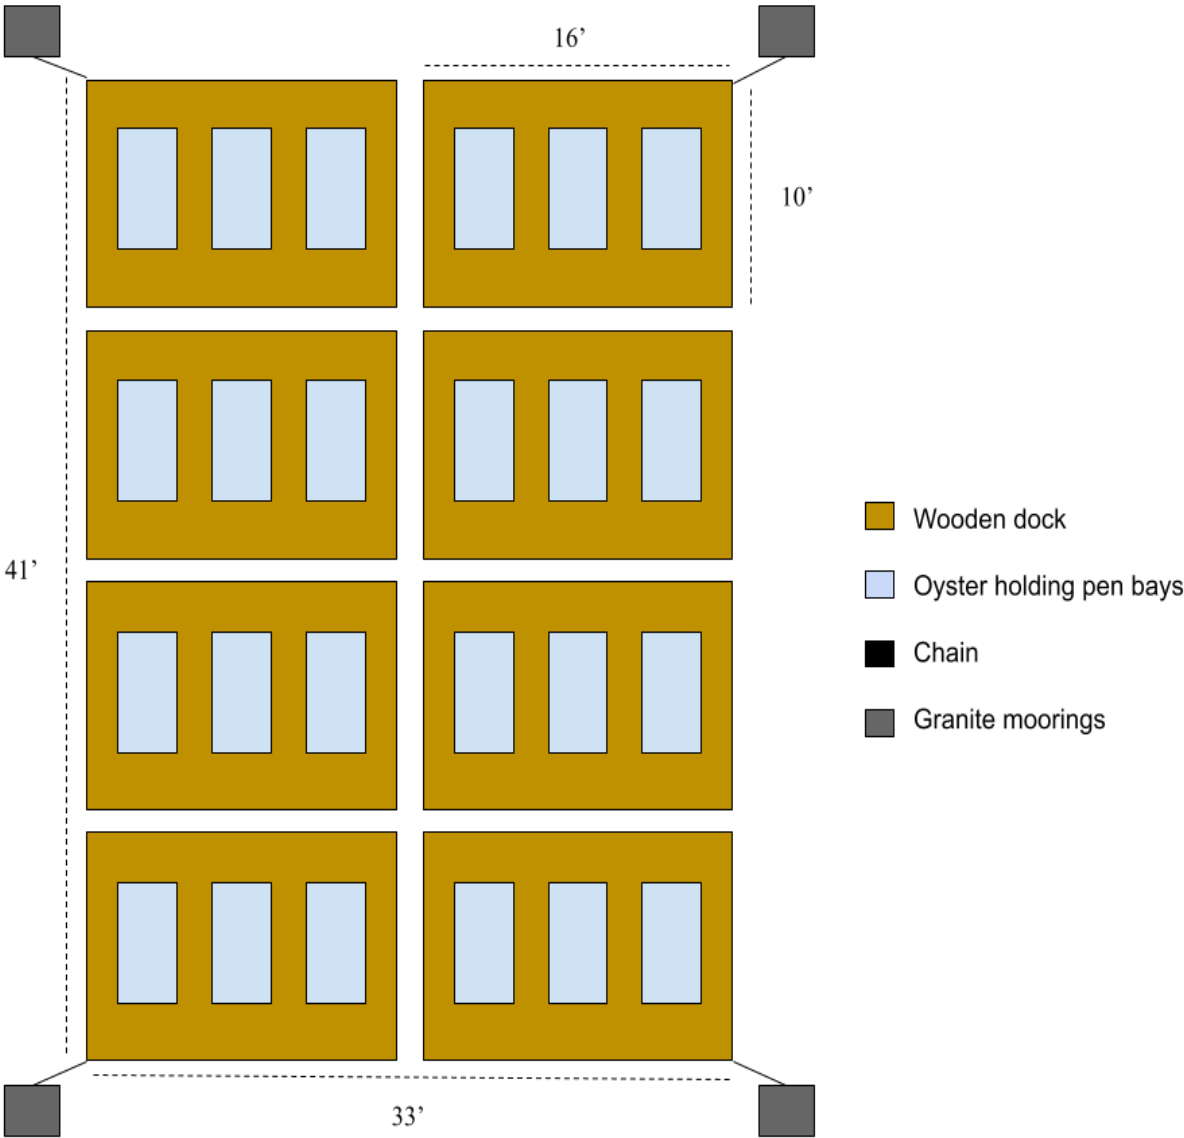 16’
10’
41’
Wooden dock
Oyster holding pen bays
Chain
Granite moorings
33’